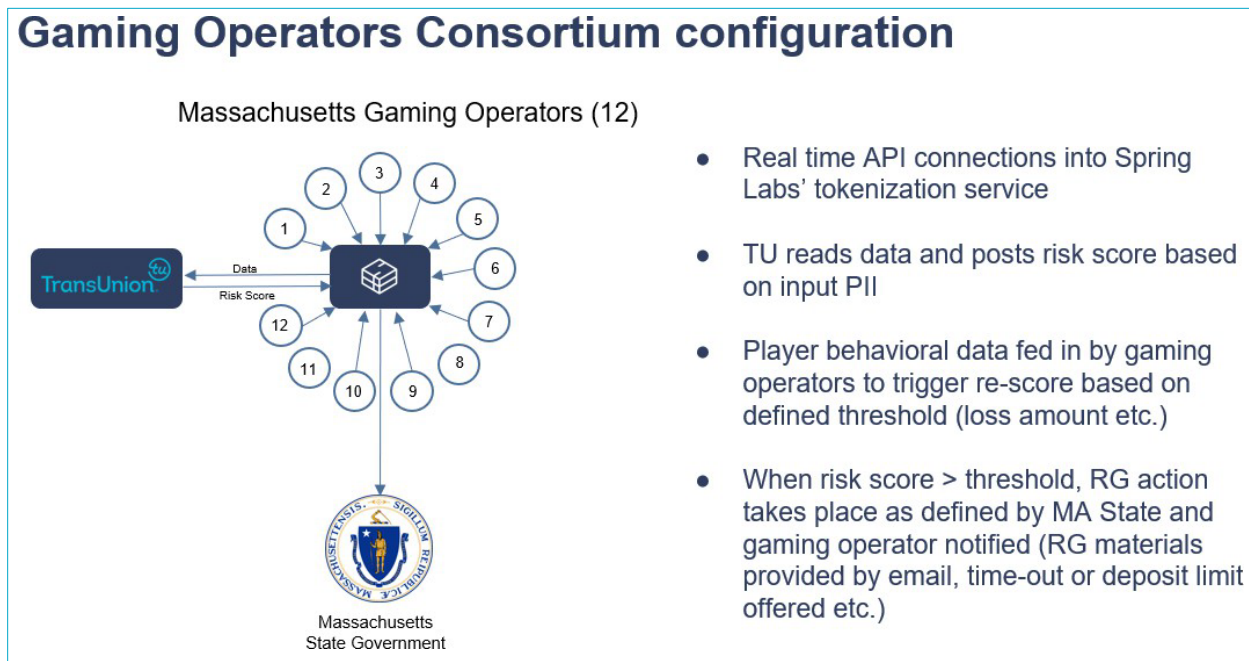 Gaming Operators Consortium configuration
Massachusetts Gaming Operators (12)
1
2
3
4
5
6
7
8
9
10
11
12
TransUnion
tu
Data
Risk Score
MASSACHUSETTENSIS. SIGILLUM REIPUBLICÆ
Massachusetts
State Government
● Real time API connections into Spring
Labs’ tokenization service
● TU reads data and posts risk score based
on input PII
● Player behavioral data fed in by gaming
operators to trigger re-score based on
defined threshold (loss amount etc.)
● When risk score > threshold, RG action
takes place as defined by MA State and
gaming operator notified (RG materials
provided by email, time-out or deposit limit
offered etc.)